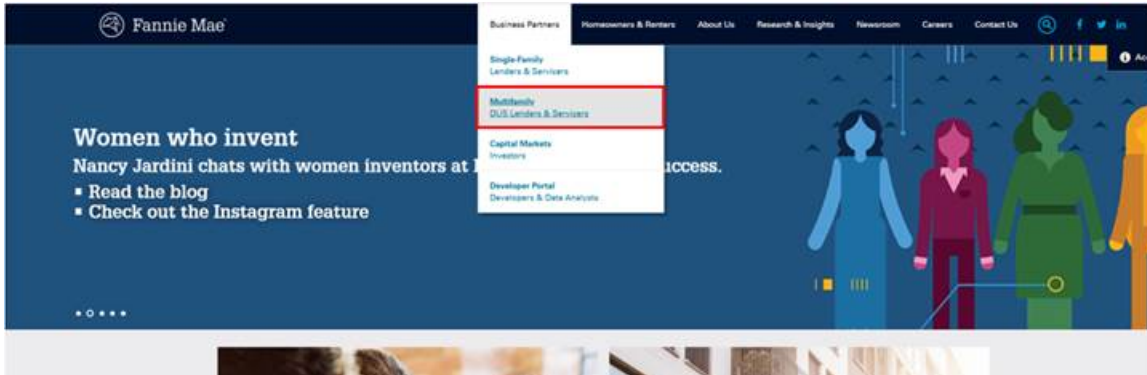 Fannie Mae
Business Partners Homeowners & Renters About Us Research & Insights Newsroom Careers Contact Us
Single-Family
Lenders & Servicers
Multifamily
DUS Lenders & Servicers
Capital Markets
Investors
Developer Portal
Developers & Data Analysts
Women who invent
Nancy Jardini chats with women inventors at uccess.
▪ Read the blog
▪ Check out the Instagram feature